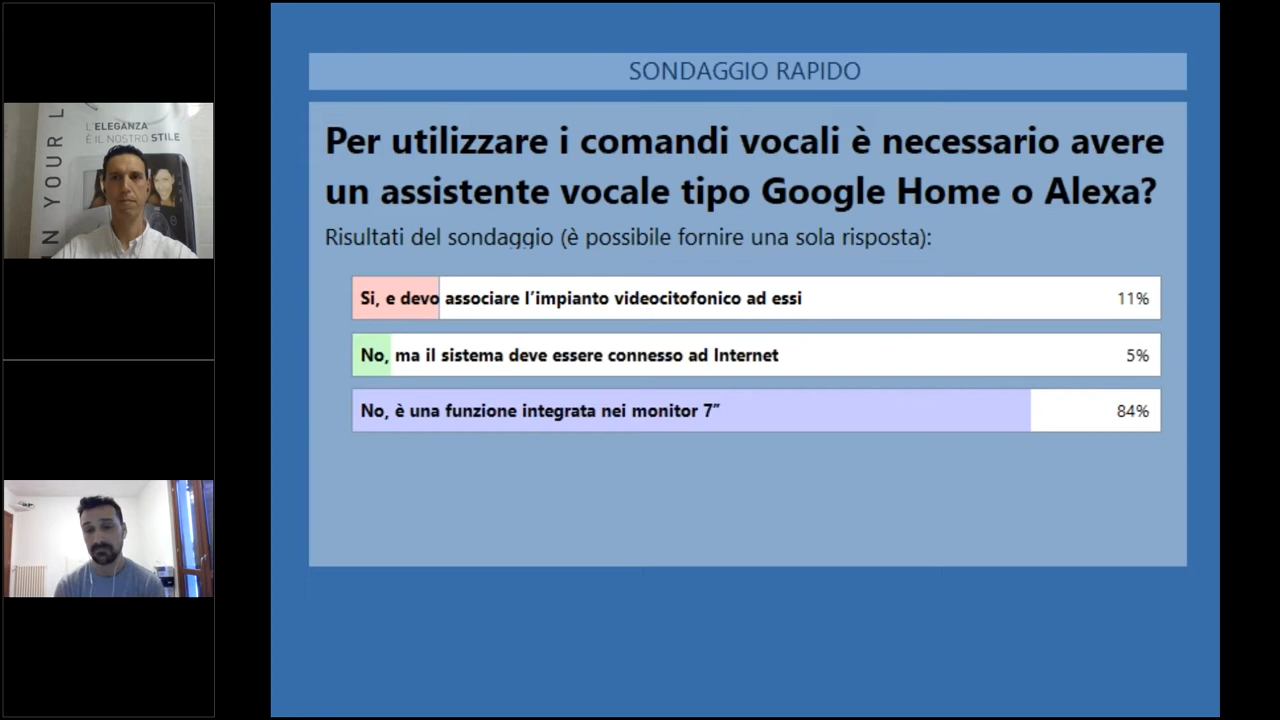 SONDAGGIO RAPIDO
Per utilizzare i comandi vocali è necessario avere
un assistente vocale tipo Google Home o Alexa?
Risultati del sondaggio (è possibile fornire una sola risposta):
Si, e devo associare l'impianto videocitofonico ad essi 11%
No, ma il sistema deve essere connesso ad Internet 5%
No, è una funzione integrata nei monitor 7” 84%
L'ELEGANZA
È IL NOSTRO STILE
N YOUR L